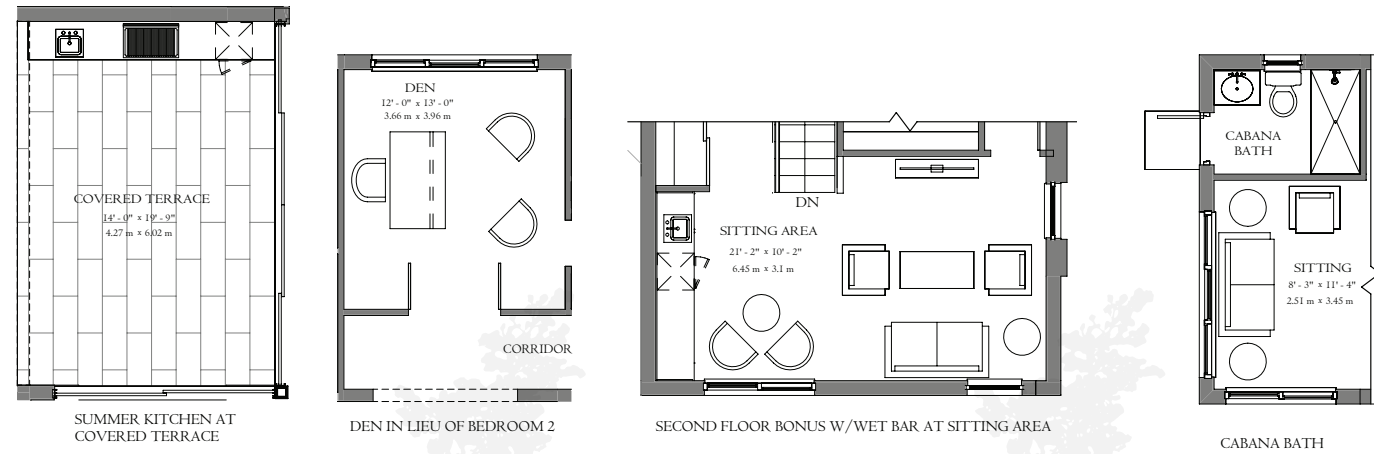 COVERED TERRACE
14' - 0" x 19' - 9"
4.27 m x 6.02 m
SUMMER KITCHEN AT
COVERED TERRACE
DEN
12' - 0" x 13' - 0"
3.66 m x 3.96 m
CORRIDOR
DEN IN LIEU OF BEDROOM 2
DN
SITTING AREA
21' - 2" x 10' - 2"
6.45 m x 3.1 m
SECOND FLOOR BONUS W/WET BAR AT SITTING AREA
CABANA
BATH
SITTING
8' - 3" x 11' - 4"
2.51 m x 3.45 m
CABANA BATH